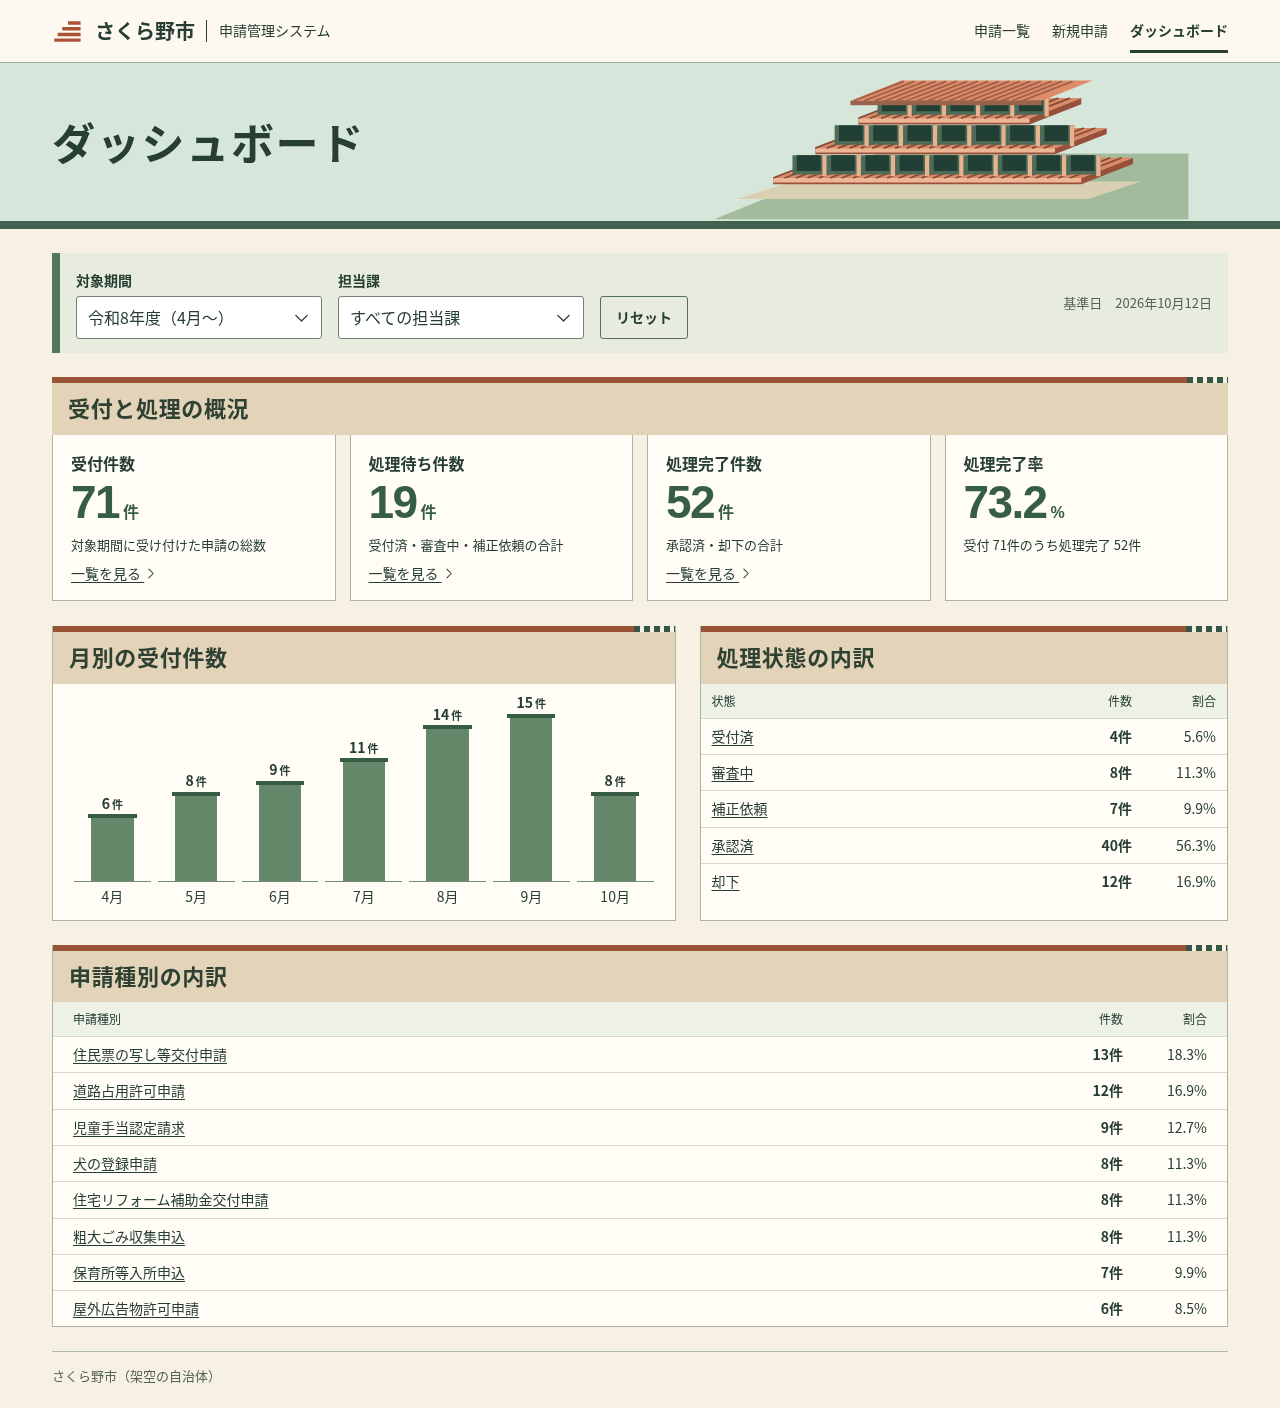 さくら野市
申請管理システム
申請一覧
新規申請
ダッシュボード
ダッシュボード
対象期間
令和8年度（4月～）
担当課
すべての担当課
リセット
基準日　2026年10月12日
受付と処理の概況
受付件数
71件
対象期間に受け付けた申請の総数
一覧を見る
処理待ち件数
19件
受付済・審査中・補正依頼の合計
一覧を見る
処理完了件数
52件
承認済・却下の合計
一覧を見る
処理完了率
73.2%
受付 71件のうち処理完了 52件
月別の受付件数
6件
8件
9件
11件
14件
15件
8件
4月
5月
6月
7月
8月
9月
10月
処理状態の内訳
状態 件数 割合
受付済 4件 5.6%
審査中 8件 11.3%
補正依頼 7件 9.9%
承認済 40件 56.3%
却下 12件 16.9%
申請種別の内訳
申請種別 件数 割合
住民票の写し等交付申請 13件 18.3%
道路占用許可申請 12件 16.9%
児童手当認定請求 9件 12.7%
犬の登録申請 8件 11.3%
住宅リフォーム補助金交付申請 8件 11.3%
粗大ごみ収集申込 8件 11.3%
保育所等入所申込 7件 9.9%
屋外広告物許可申請 6件 8.5%
さくら野市（架空の自治体）